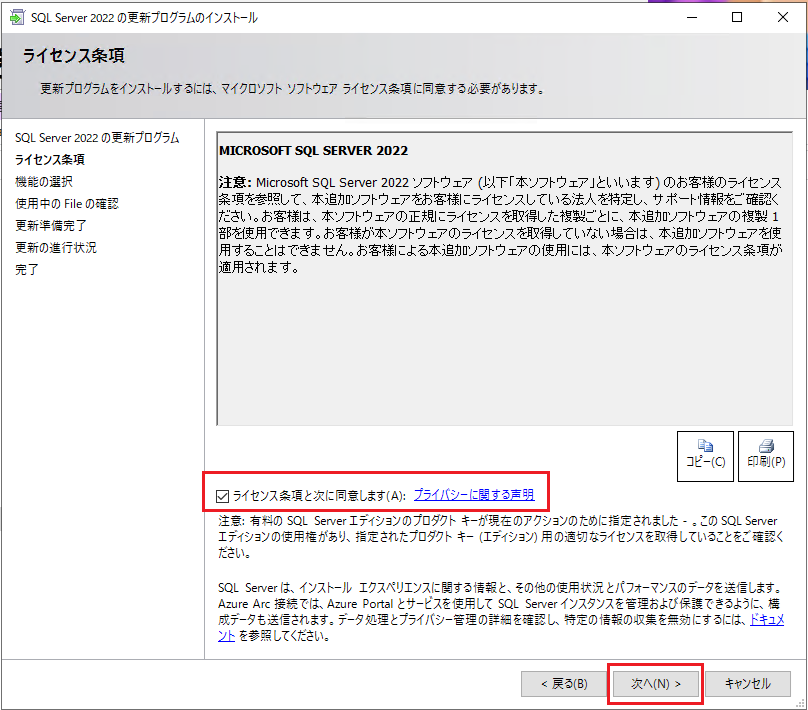 SQL Server 2022 の更新プログラムのインストール
ライセンス条項
更新プログラムをインストールするには、マイクロソフト ソフトウェア ライセンス条項に同意する必要があります。
SQL Server 2022 の更新プログラム
ライセンス条項
機能の選択
使用中の File の確認
更新準備完了
更新の進行状況
完了
MICROSOFT SQL SERVER 2022
注意: Microsoft SQL Server 2022 ソフトウェア (以下「本ソフトウェア」といいます) のお客様のライセンス
条項を参照して、本追加ソフトウェアをお客様にライセンスしている法人を特定し、サポート情報をご確認く
ださい。お客様は、本ソフトウェアの正規にライセンスを取得した複製ごとに、本追加ソフトウェアの複製 1
部を使用できます。お客様が本ソフトウェアのライセンスを取得していない場合は、本追加ソフトウェアを使
用することはできません。お客様による本追加ソフトウェアの使用には、本ソフトウェアのライセンス条項が
適用されます。
コピー(C)
印刷(P)
ライセンス条項と次に同意します(A): プライバシーに関する声明
注意: 有料の SQL Server エディションのプロダクト キーが現在のアクションのために指定されました - 。この SQL Server
エディションの使用権があり、指定されたプロダクト キー (エディション) 用の適切なライセンスを取得していることをご確認く
ださい。
SQL Server は、インストール エクスペリエンスに関する情報と、その他の使用状況とパフォーマンスのデータを送信します。
Azure Arc 接続では、Azure Portal とサービスを使用して SQL Server インスタンスを管理および保護できるように、構
成データも送信されます。データ処理とプライバシー管理の詳細を確認し、特定の情報の収集を無効にするには、ドキュメ
ント を参照してください。
< 戻る(B)
次へ(N) >
キャンセル